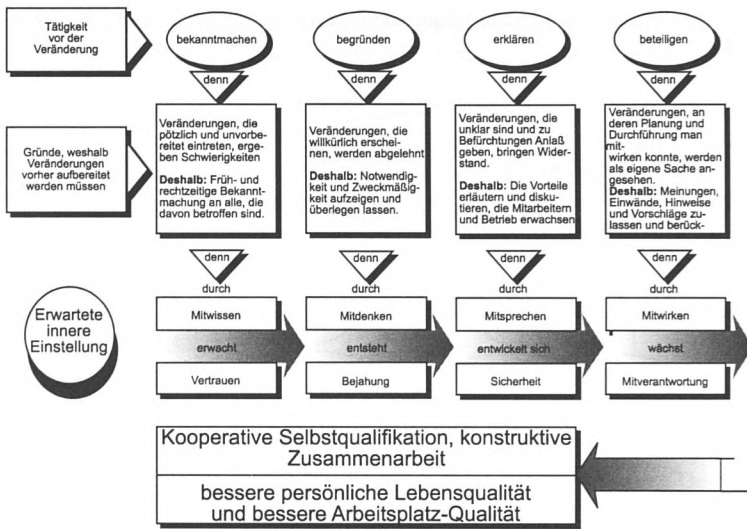 Tätigkeit
vor der
Veränderung
bekanntmachen
begründen
erklären
beteiligen
denn
denn
denn
denn
Gründe, weshalb
Veränderungen
vorher aufbereitet
werden müssen
Veränderungen, die
pötzlich und unvorbe-
reitet eintreten, erge-
ben Schwierigkeiten
Deshalb: Früh- und
rechtzeitige Bekannt-
machung an alle, die
davon betroffen sind.
Veränderungen, die
willkürlich erschei-
nen, werden abgelehnt
Deshalb: Notwendig-
keit und Zweckmäßig-
keit aufzeigen und
überlegen lassen.
Veränderungen, die
unklar sind und zu
Befürchtungen Anlaß
geben, bringen Wider-
stand.
Deshalb: Die Vorteile
erläutern und disku-
tieren, die Mitarbeitern
und Betrieb erwachsen
Veränderungen, an
deren Planung und
Durchführung man
mit-
wirken konnte, werden
als eigene Sache an-
gesehen.
Deshalb: Meinungen,
Einwände, Hinweise
und Vorschläge zu-
lassen und berück-
denn
denn
denn
denn
durch
durch
durch
durch
Erwartete
innere
Einstellung
Mitwissen
Mitdenken
Mitsprechen
Mitwirken
erwacht
entsteht
entwickelt sich
wächst
Vertrauen
Bejahung
Sicherheit
Mitverantwortung
Kooperative Selbstqualifikation, konstruktive
Zusammenarbeit
bessere persönliche Lebensqualität
und bessere Arbeitsplatz-Qualität